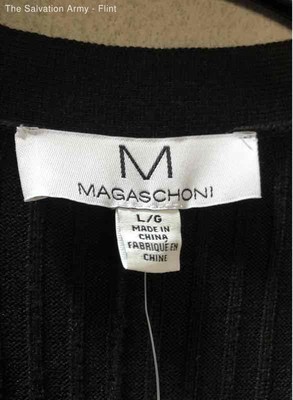 The Salvation Army - Flint
M
MAGASCHONI
L/G
MADE IN
CHINA
FABRIQUÉ EN
CHINE